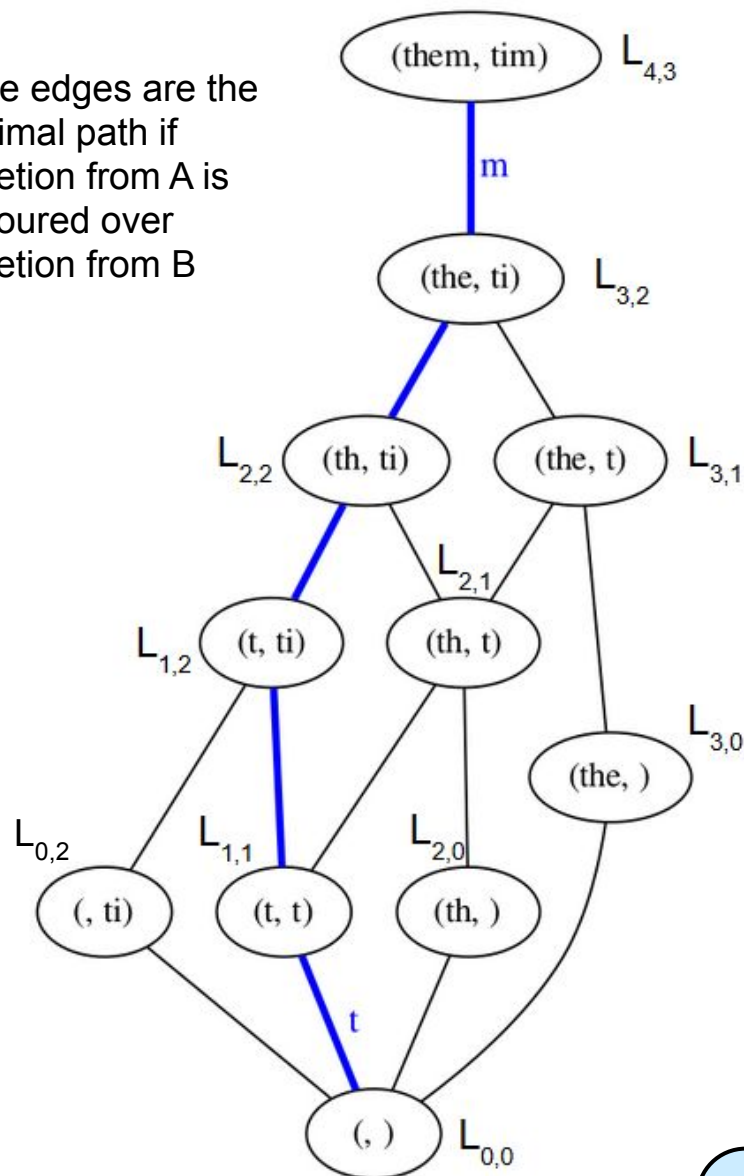 (them, tim) L4,3
e edges are the
imal path if
etion from A is
oured over
etion from B
m
(the, ti) L3,2
L2,2 (th, ti) (the, t) L3,1
L2,1
L1,2 (t, ti) (th, t)
L3,0
(the, )
L0,2 L1,1 L2,0
(, ti) (t, t) (th, )
t
(, ) L0,0